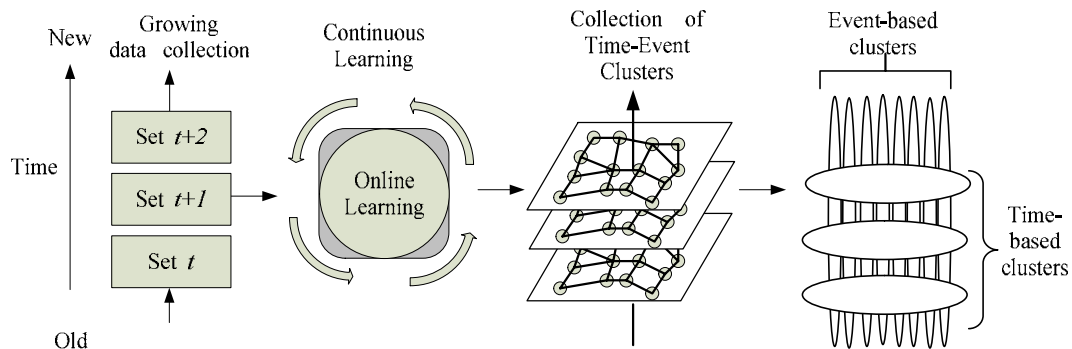 New
Time
Old
Growing
data collection
Set t+2
Set t+1
Set t
Continuous
Learning
Online
Learning
Collection of
Time-Event
Clusters
Event-based
clusters
Time-
based
clusters